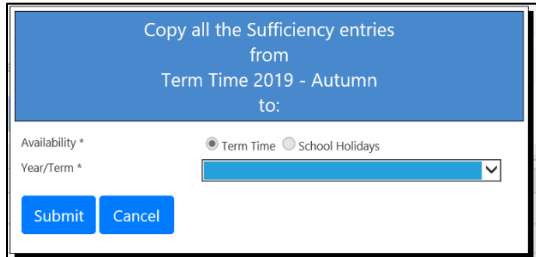 Copy all the Sufficiency entries
from
Term Time 2019 - Autumn
to:
Availability * Term Time School Holidays
Year/Term *
Submit Cancel